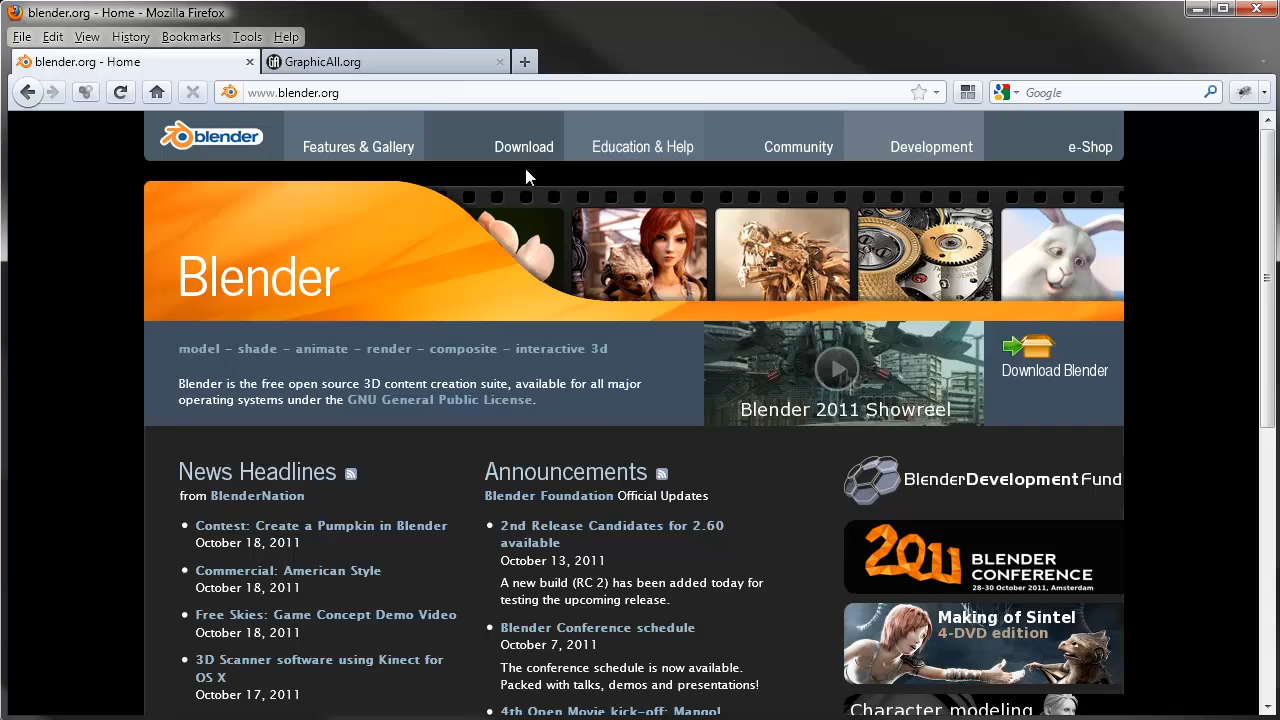 blender.org - Home - Mozilla Firefox
File Edit View History Bookmarks Tools Help
blender.org - Home
GraphicAll.org
www.blender.org
Google
blender
Features & Gallery
Download
Education & Help
Community
Development
e-Shop
Blender
model – shade – animate – render – composite – interactive 3d
Blender is the free open source 3D content creation suite, available for all major
operating systems under the GNU General Public License.
Blender 2011 Showreel
Download Blender
News Headlines
from BlenderNation
Contest: Create a Pumpkin in Blender
October 18, 2011
Commercial: American Style
October 18, 2011
Free Skies: Game Concept Demo Video
October 18, 2011
3D Scanner software using Kinect for
OS X
October 17, 2011
Announcements
Blender Foundation Official Updates
2nd Release Candidates for 2.60
available
October 13, 2011
A new build (RC 2) has been added today for
testing the upcoming release.
Blender Conference schedule
October 7, 2011
The conference schedule is now available.
Packed with talks, demos and presentations!
4th Open Movie kick-off: Mango!
BlenderDevelopment Fund
2011 BLENDER
CONFERENCE
28-30 October 2011, Amsterdam
Making of Sintel
4-DVD edition
Character modeling